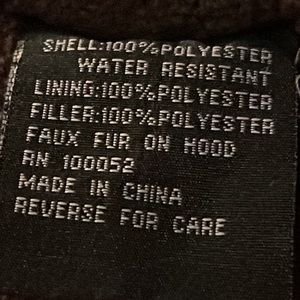 SHELL:100%POLYESTER
WATER RESISTANT
LINING:100%POLYESTER
FILLER:100%POLYESTER
FAUX FUR ON HOOD
RN 100052
MADE IN CHINA
REVERSE FOR CARE